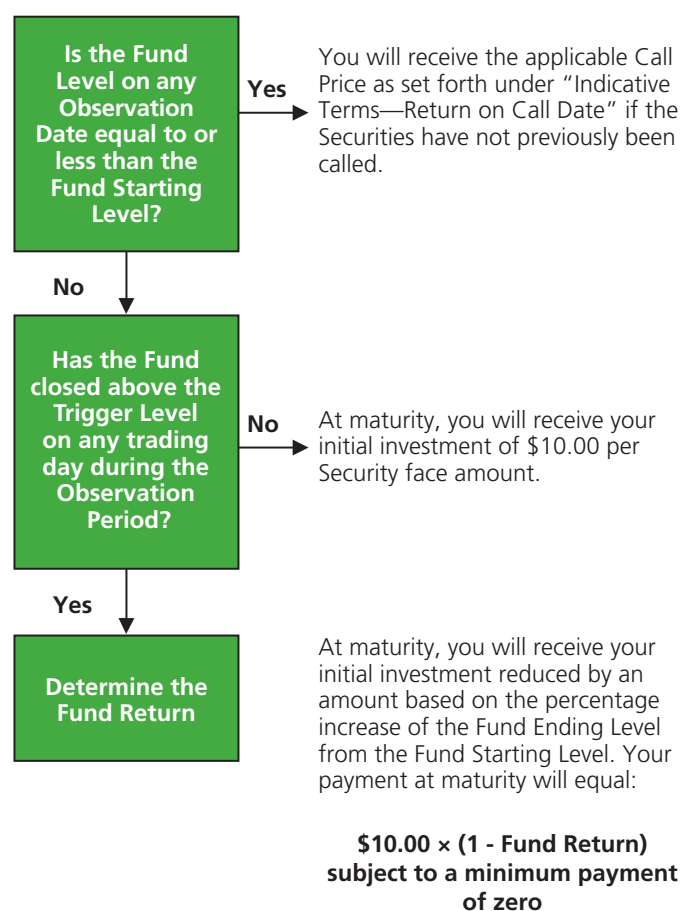 Is the Fund
Level on any
Observation
Date equal to or
less than the
Fund Starting
Level?
Yes
You will receive the applicable Call
Price as set forth under “Indicative
Terms—Return on Call Date” if the
Securities have not previously been
called.
No
Has the Fund
closed above the
Trigger Level
on any trading
day during the
Observation
Period?
No
At maturity, you will receive your
initial investment of $10.00 per
Security face amount.
Yes
Determine the
Fund Return
At maturity, you will receive your
initial investment reduced by an
amount based on the percentage
increase of the Fund Ending Level
from the Fund Starting Level. Your
payment at maturity will equal:
$10.00 × (1 - Fund Return)
subject to a minimum payment
of zero